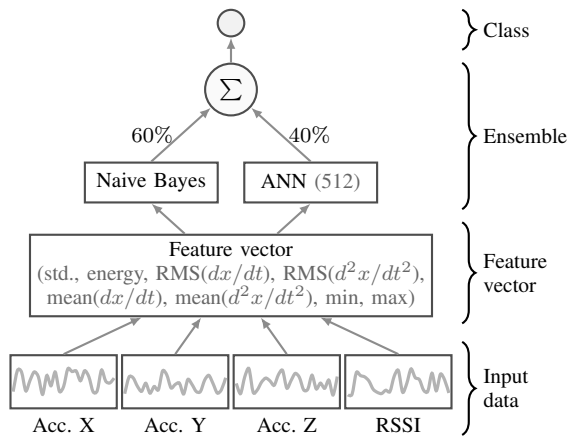 Class
Σ
60% 40%
Ensemble
Naive Bayes
ANN (512)
Feature vector
(std., energy, RMS(dx/dt), RMS(d²x/dt²),
mean(dx/dt), mean(d²x/dt²), min, max)
Feature
vector
Input
data
Acc. X
Acc. Y
Acc. Z
RSSI